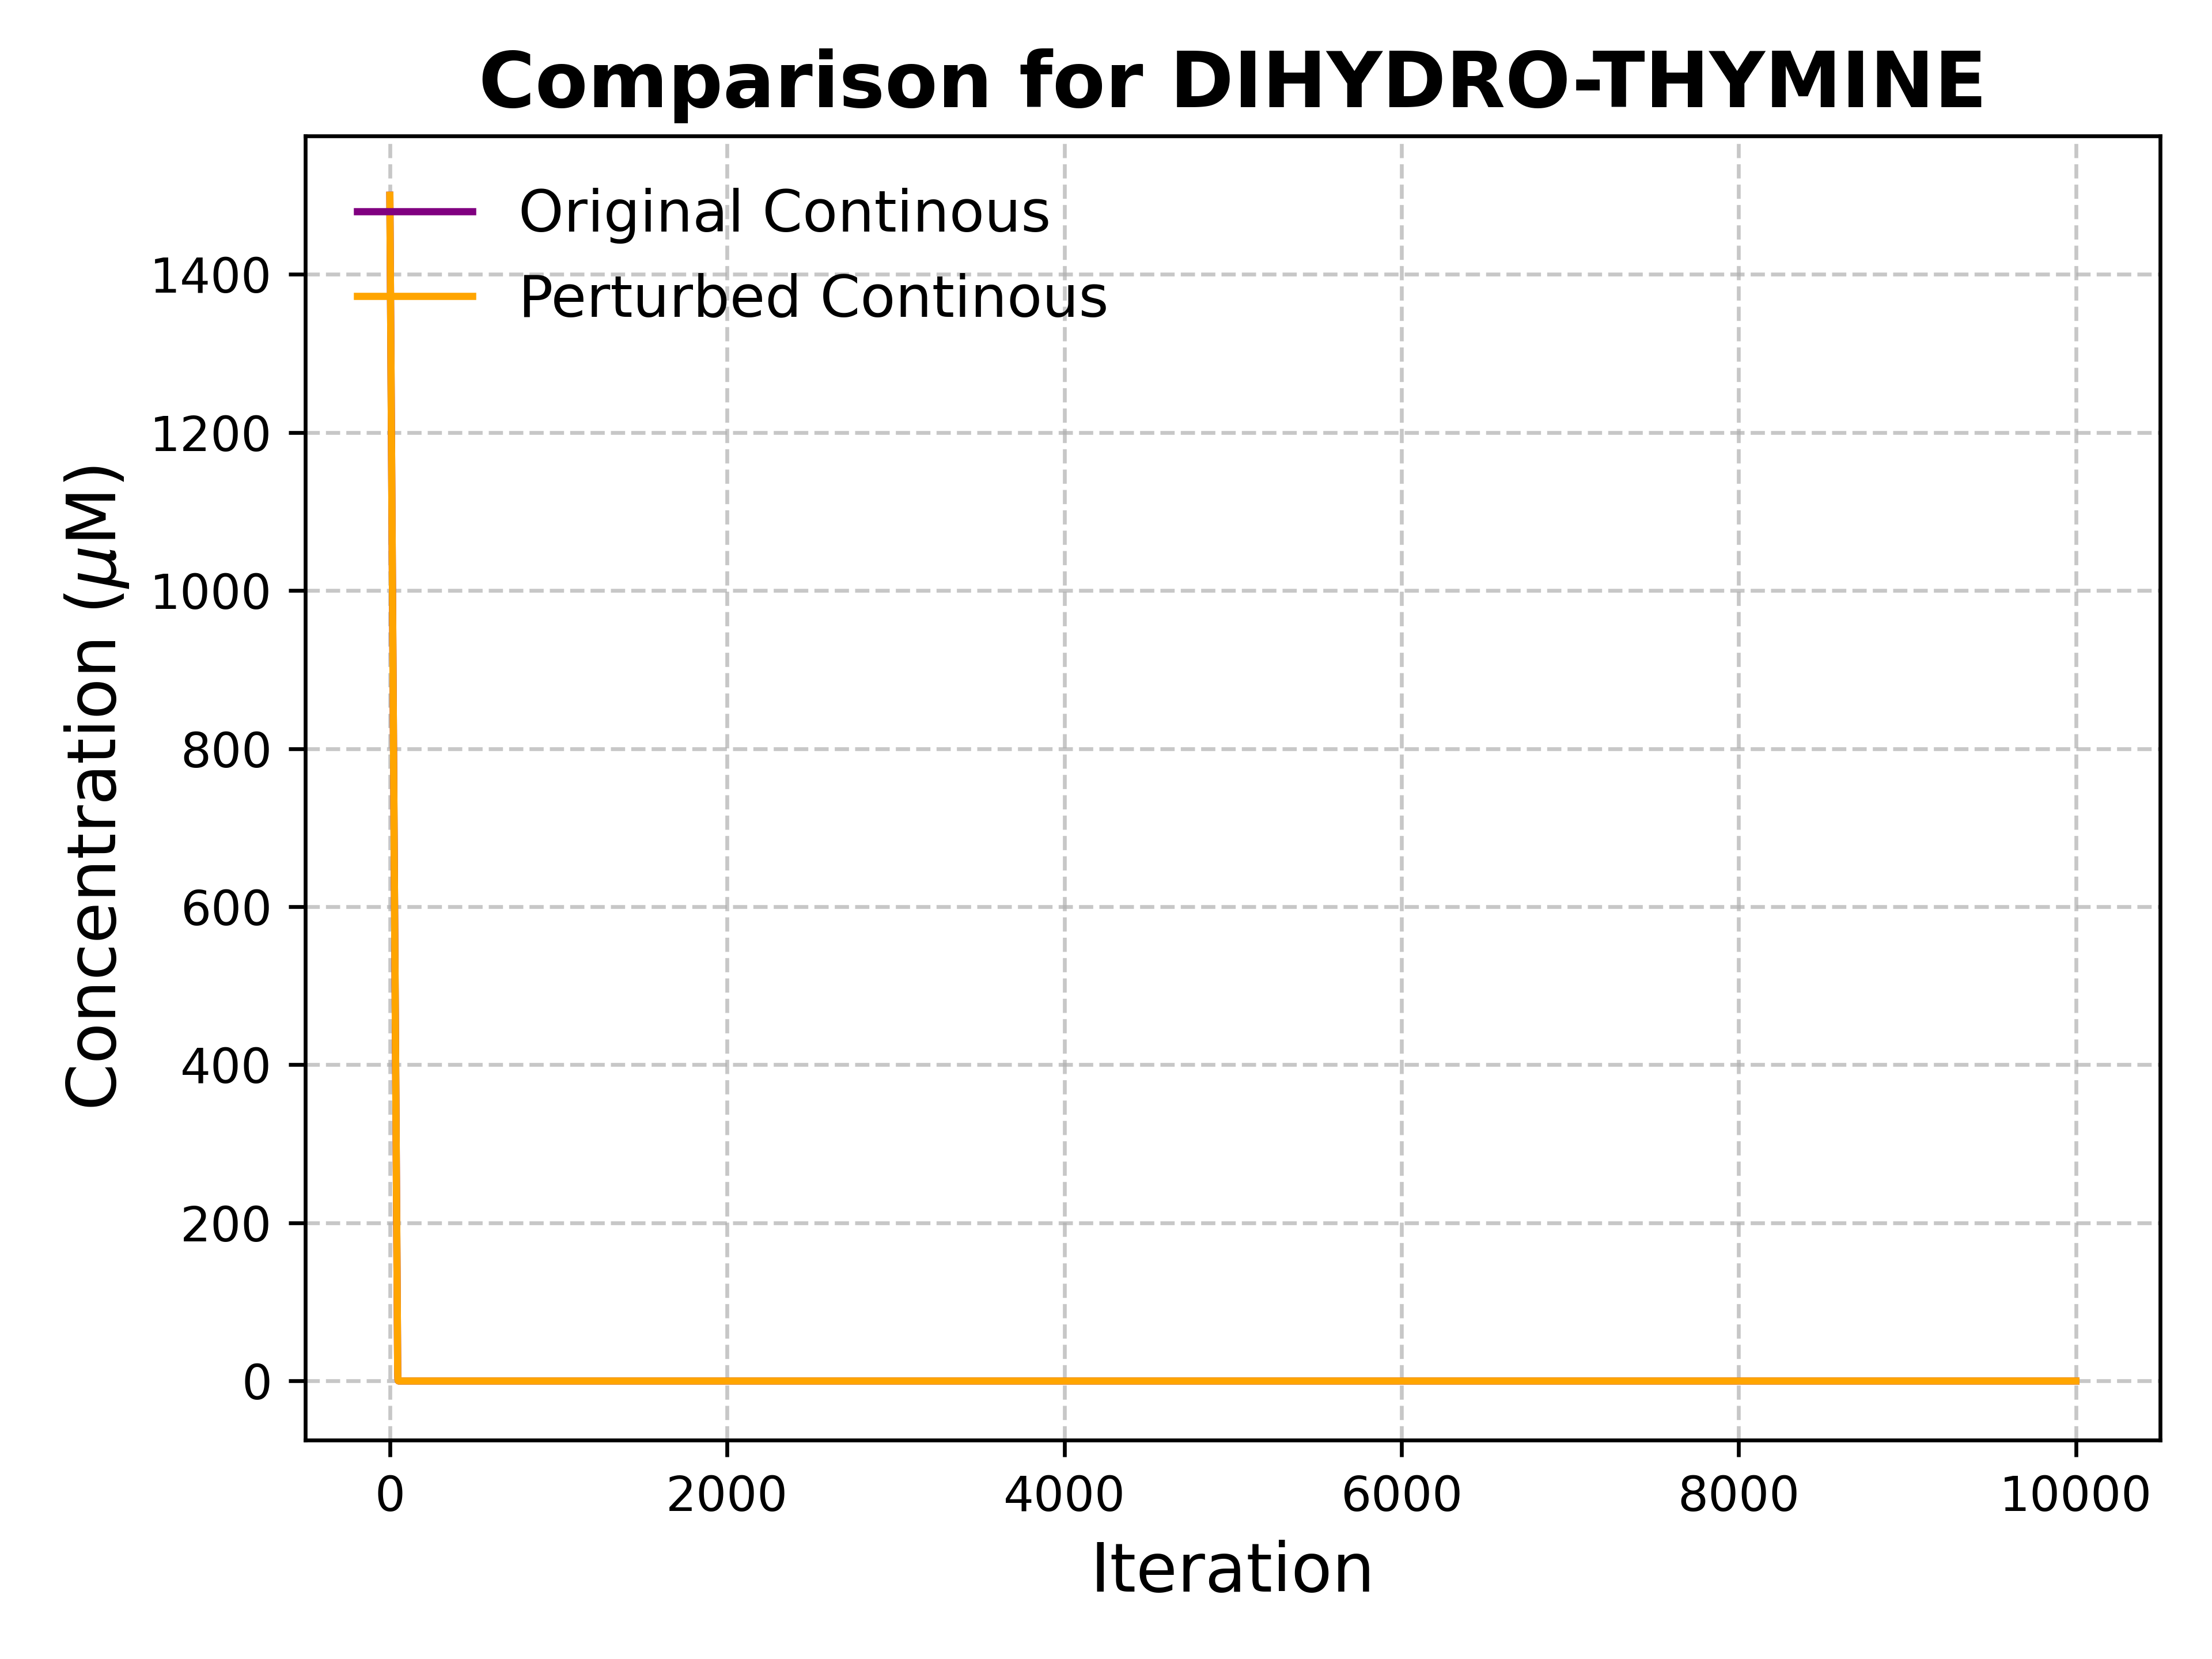 Comparison for DIHYDRO-THYMINE
Original Continous
Perturbed Continous
Concentration (μM)
1400
1200
1000
800
600
400
200
0
0 2000 4000 6000 8000 10000
Iteration